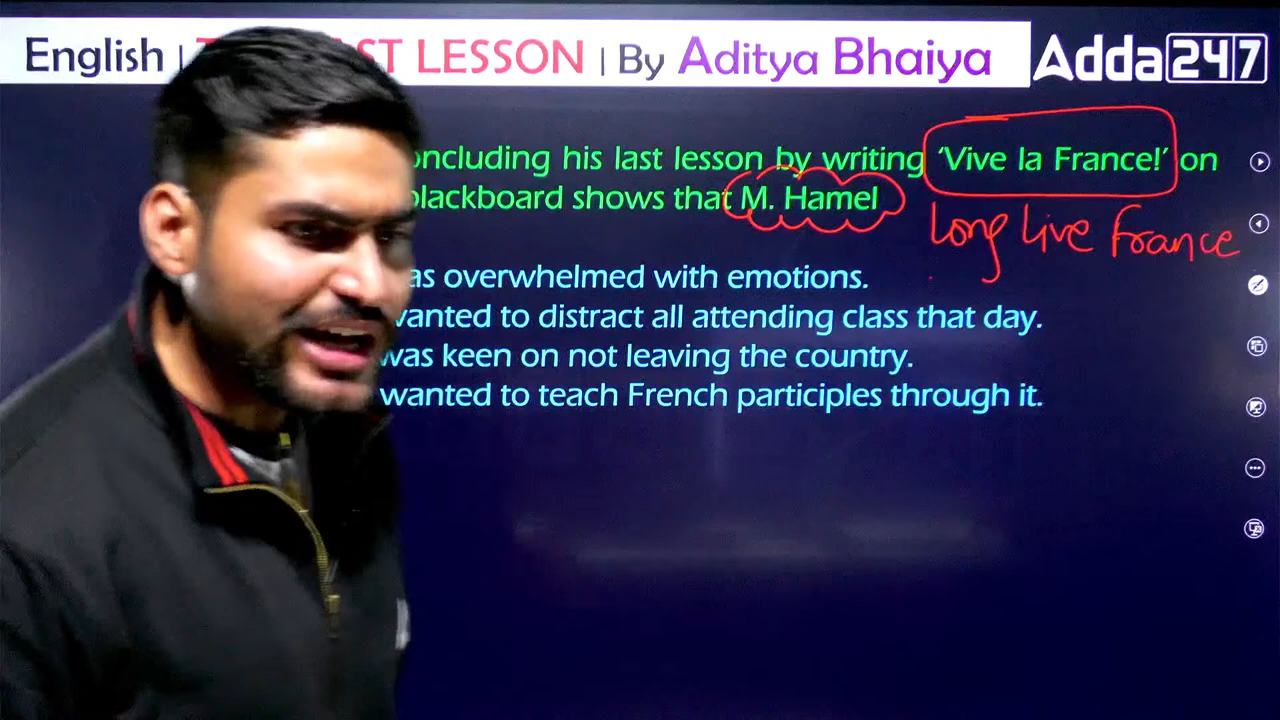 English | LESSON | By Aditya Bhaiya
Adda247
oncluding his last lesson by writing 'Vive la France!' on
blackboard shows that M. Hamel
Long live France
as overwhelmed with emotions.
wanted to distract all attending class that day.
was keen on not leaving the country.
wanted to teach French participles through it.